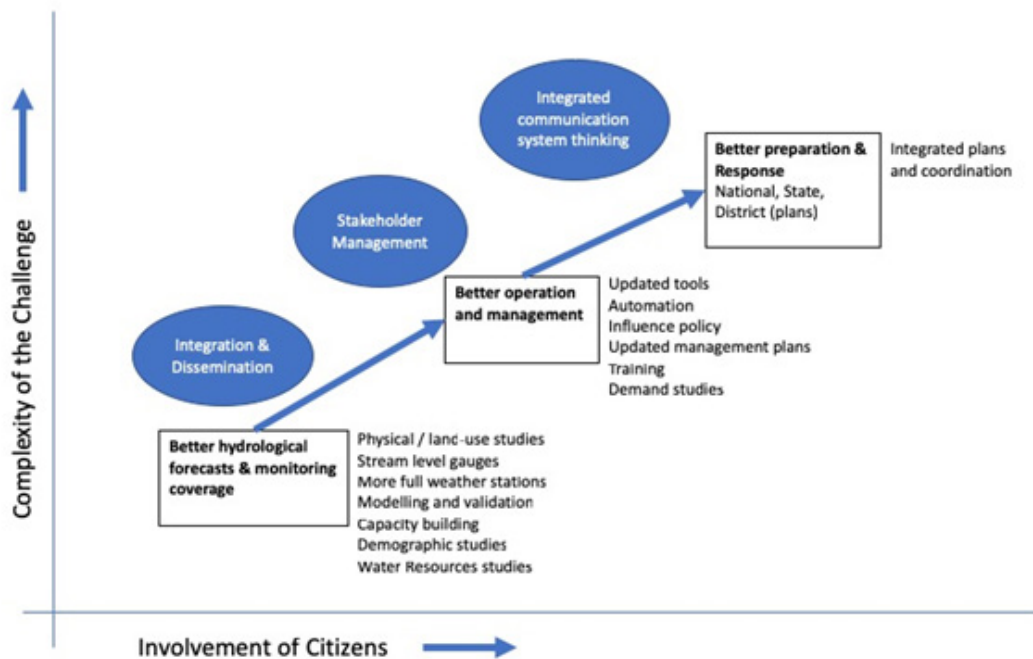 Complexity of the Challenge
Integrated
communication
system thinking
Better preparation &
Response
National, State,
District (plans)
Integrated plans
and coordination
Stakeholder
Management
Better operation
and management
Updated tools
Automation
Influence policy
Updated management plans
Training
Demand studies
Integration &
Dissemination
Better hydrological
forecasts & monitoring
coverage
Physical / land-use studies
Stream level gauges
More full weather stations
Modelling and validation
Capacity building
Demographic studies
Water Resources studies
Involvement of Citizens